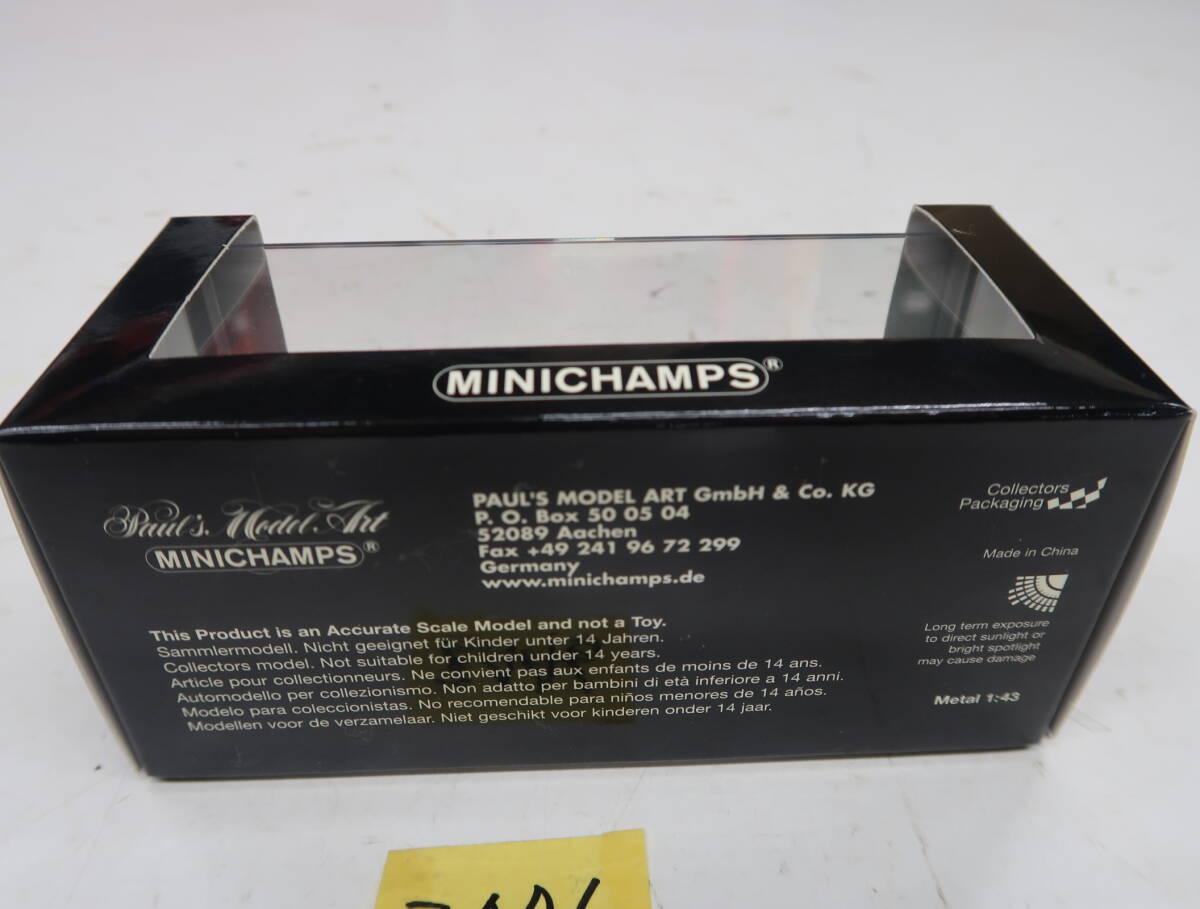 MINICHAMPS®
Paul's Model Art
MINICHAMPS®
PAUL'S MODEL ART GmbH & Co. KG
P. O. Box 50 05 04
52089 Aachen
Fax +49 241 96 72 299
Germany
www.minichamps.de
Collectors
Packaging
Made in China
Long term exposure
to direct sunlight or
bright spotlight
may cause damage
Metal 1:43
This Product is an Accurate Scale Model and not a Toy.
Sammlermodell. Nicht geeignet für Kinder unter 14 Jahren.
Collectors model. Not suitable for children under 14 years.
Article pour collectionneurs. Ne convient pas aux enfants de moins de 14 ans.
Automodello per collezionismo. Non adatto per bambini di età inferiore a 14 anni.
Modelo para coleccionistas. No recomendable para niños menores de 14 años.
Modellen voor de verzamelaar. Niet geschikt voor kinderen onder 14 jaar.